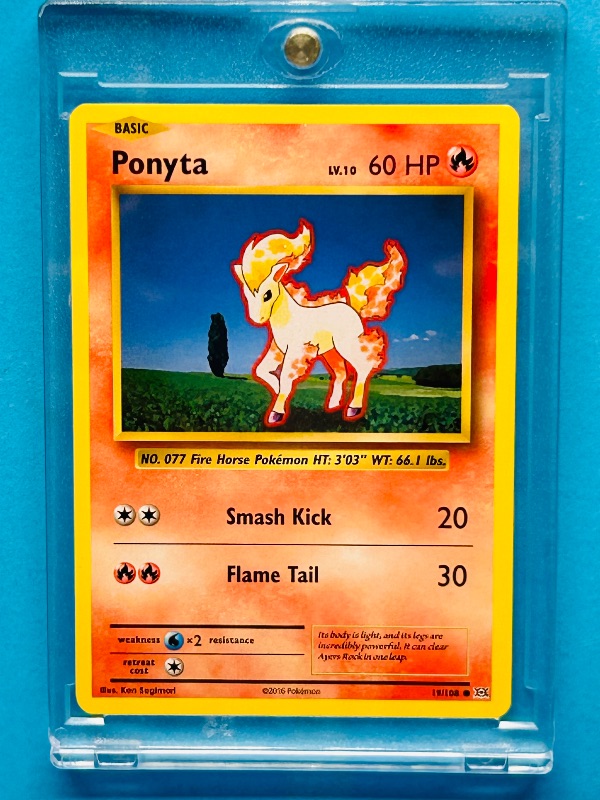 BASIC
Ponyta LV.10 60 HP
NO. 077 Fire Horse Pokémon HT: 3'03" WT: 66.1 lbs.
Smash Kick 20
Flame Tail 30
weakness ×2 resistance
retreat cost
Its body is light, and its legs are
incredibly powerful. It can clear
Ayers Rock in one leap.
Illus. Ken Sugimori ©2016 Pokémon 19/108